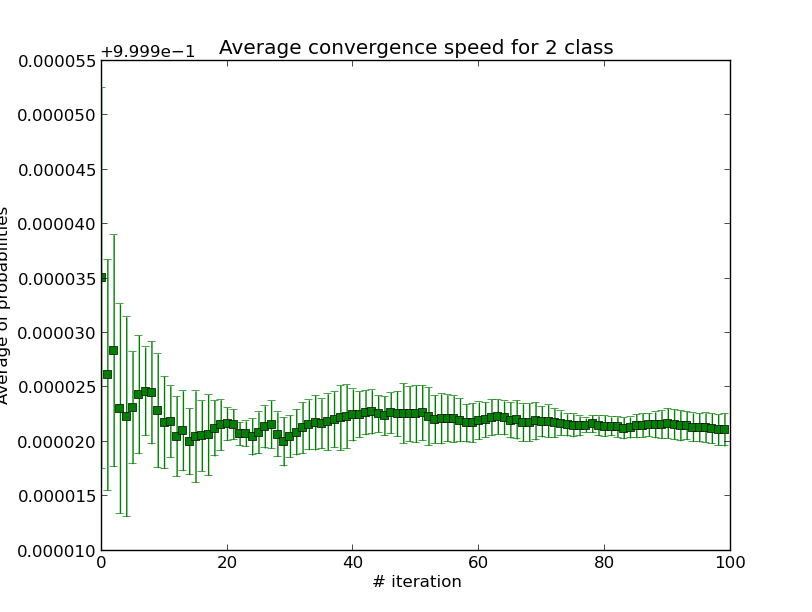 Average convergence speed for 2 class
+9.999e−1
0.000055
0.000050
0.000045
0.000040
0.000035
0.000030
0.000025
0.000020
0.000015
0.000010
Average of probabilities
0 20 40 60 80 100
# iteration